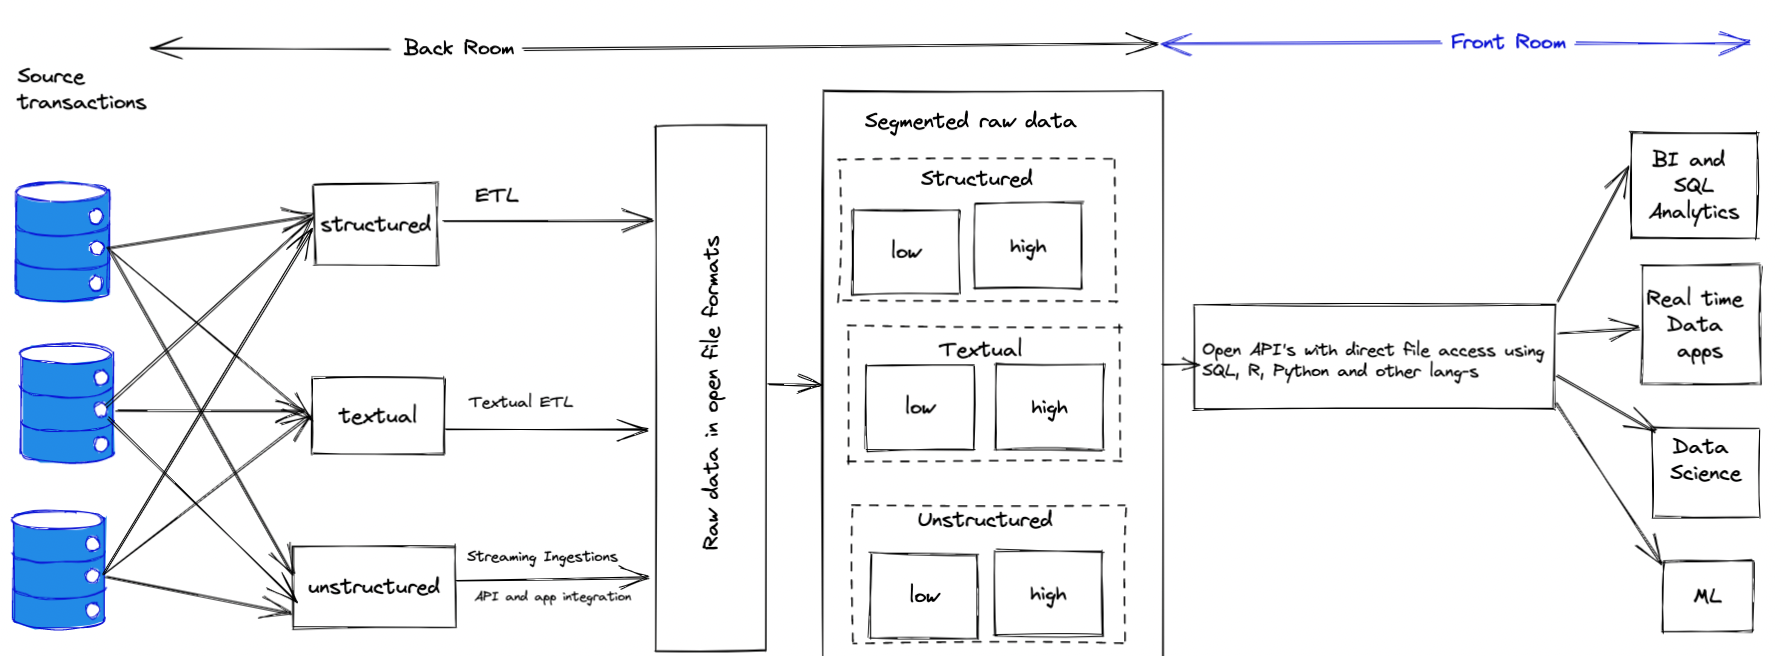 Back Room
Front Room
Source
transactions
structured
ETL
textual
Textual ETL
unstructured
Streaming Ingestions
API and app integration
Raw data in open file formats
Segmented raw data
Structured
low
high
Textual
low
high
Unstructured
low
high
Open API's with direct file access using
SQL, R, Python and other lang-s
BI and
SQL
Analytics
Real time
Data
apps
Data
Science
ML